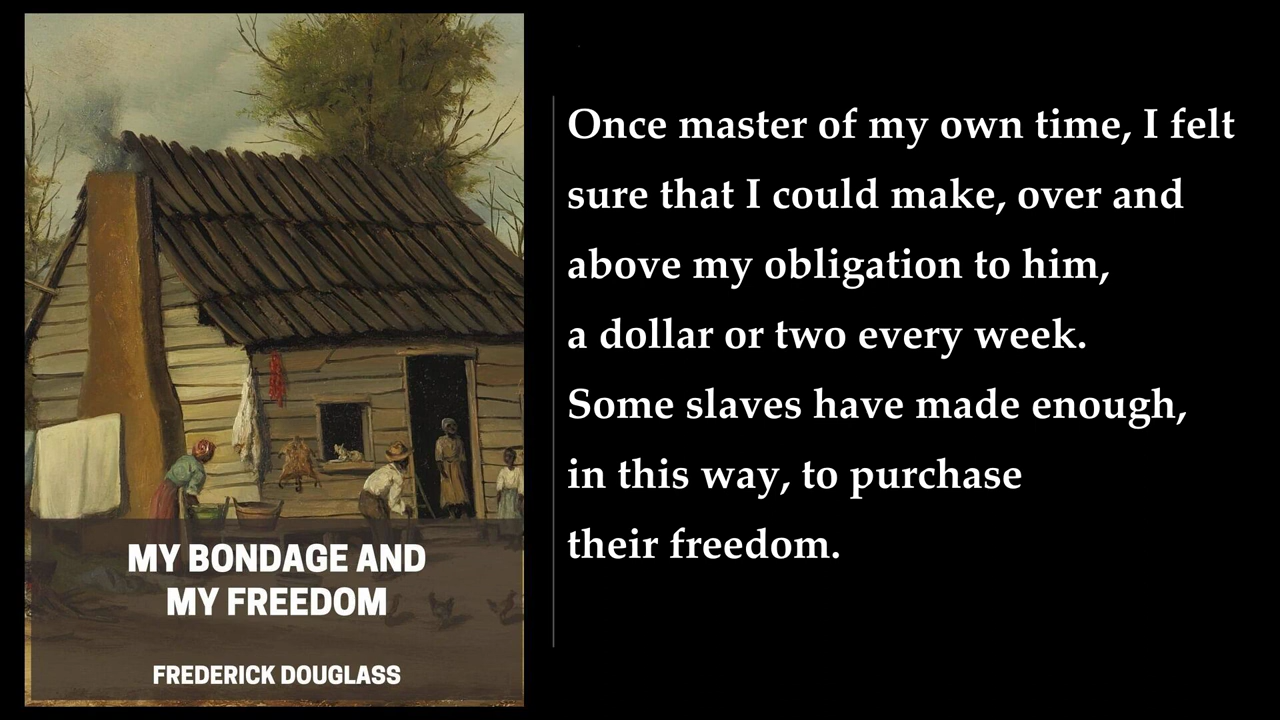 MY BONDAGE AND
MY FREEDOM
FREDERICK DOUGLASS
Once master of my own time, I felt
sure that I could make, over and
above my obligation to him,
a dollar or two every week.
Some slaves have made enough,
in this way, to purchase
their freedom.